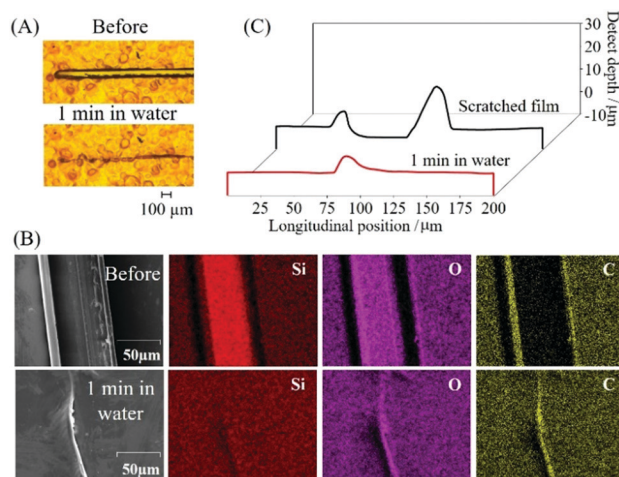 (A)
Before
1 min in water
100 µm
(C)
30
20
10
0
-10
Detect depth /µm
Scratched film
1 min in water
25 50 75 100 125 150 175 200
Longitudinal position /µm
(B)
Before
50µm
Si
O
C
1 min in
water
50µm
Si
O
C